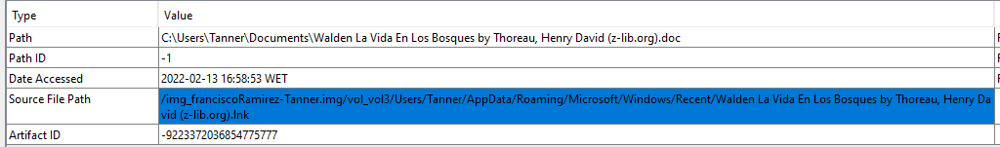 Type Value
Path C:\Users\Tanner\Documents\Walden La Vida En Los Bosques by Thoreau, Henry David (z-lib.org).doc
Path ID -1
Date Accessed 2022-02-13 16:58:53 WET
Source File Path /img_franciscoRamirez-Tanner.img/vol_vol3/Users/Tanner/AppData/Roaming/Microsoft/Windows/Recent/Walden La Vida En Los Bosques by Thoreau, Henry Da
vid (z-lib.org).lnk
Artifact ID -9223372036854775777